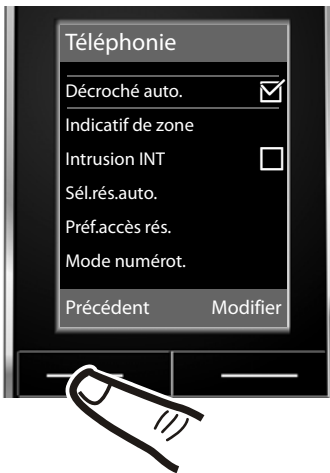 Téléphonie
Décroché auto.
Indicatif de zone
Intrusion INT
Sél.rés.auto.
Préf.accès rés.
Mode numérot.
Précédent Modifier